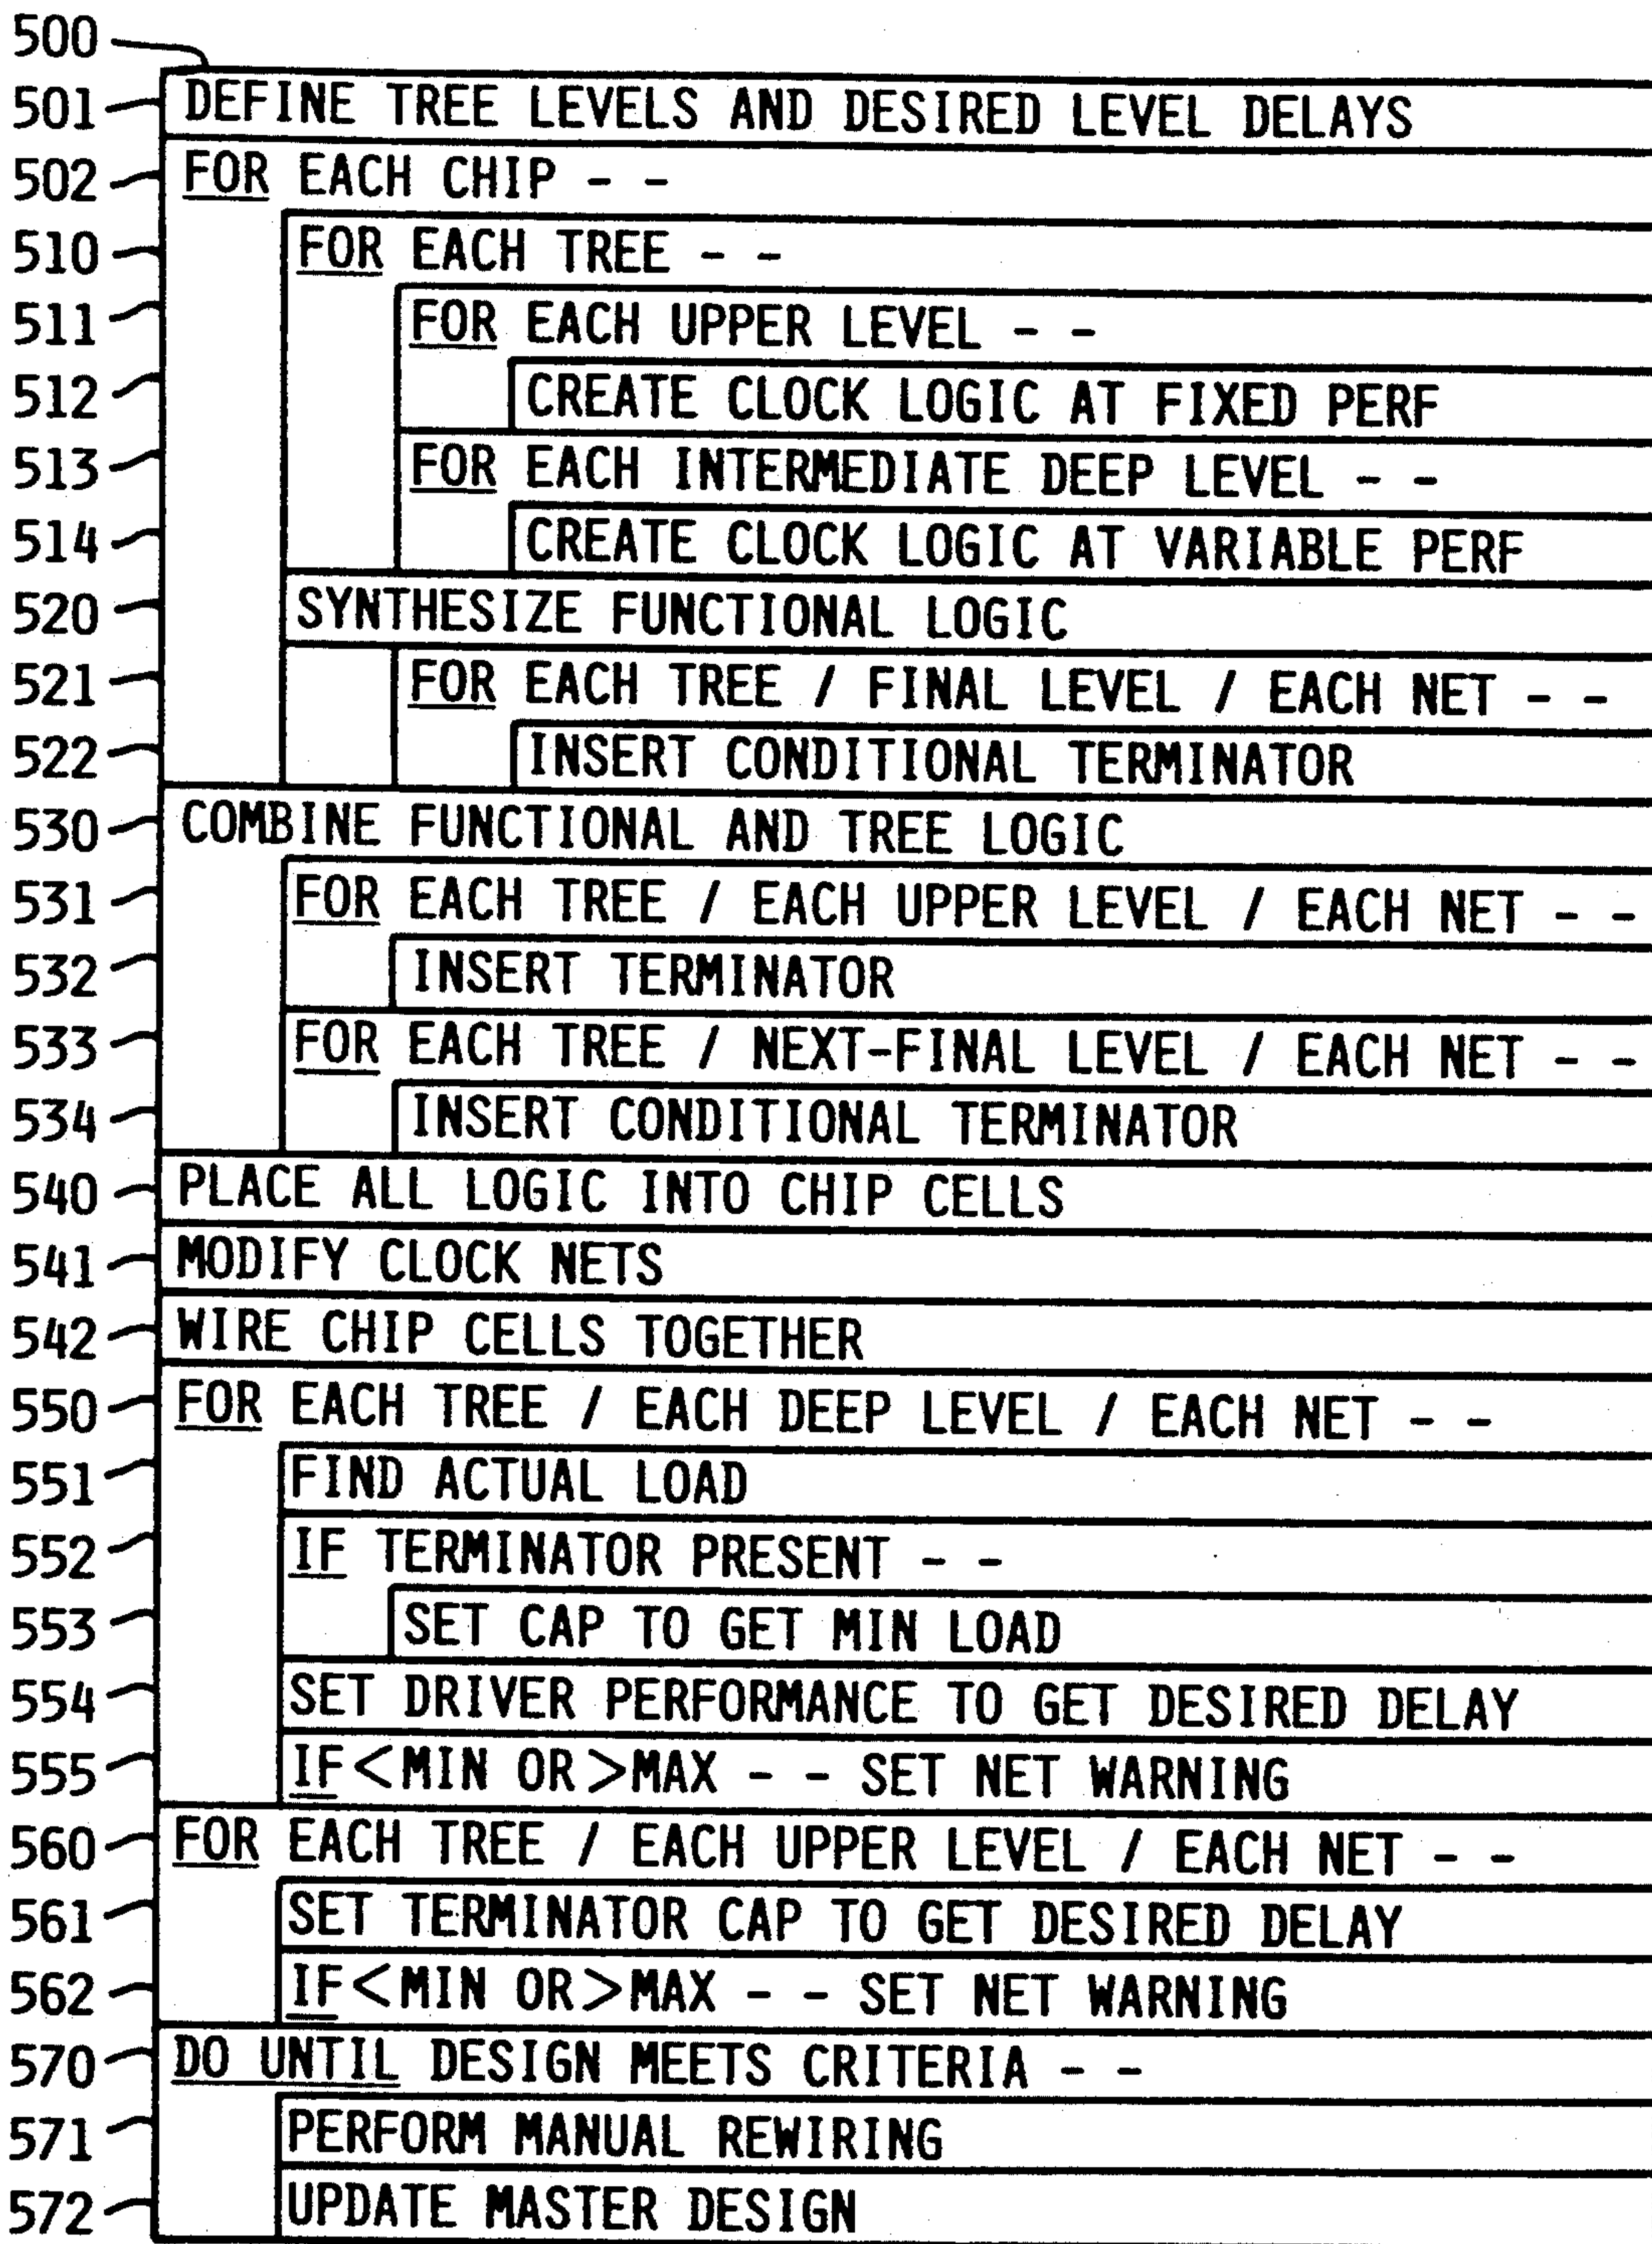 500
501 DEFINE TREE LEVELS AND DESIRED LEVEL DELAYS
502 FOR EACH CHIP - -
510 FOR EACH TREE - -
511 FOR EACH UPPER LEVEL - -
512 CREATE CLOCK LOGIC AT FIXED PERF
513 FOR EACH INTERMEDIATE DEEP LEVEL - -
514 CREATE CLOCK LOGIC AT VARIABLE PERF
520 SYNTHESIZE FUNCTIONAL LOGIC
521 FOR EACH TREE / FINAL LEVEL / EACH NET - -
522 INSERT CONDITIONAL TERMINATOR
530 COMBINE FUNCTIONAL AND TREE LOGIC
531 FOR EACH TREE / EACH UPPER LEVEL / EACH NET - -
532 INSERT TERMINATOR
533 FOR EACH TREE / NEXT-FINAL LEVEL / EACH NET - -
534 INSERT CONDITIONAL TERMINATOR
540 PLACE ALL LOGIC INTO CHIP CELLS
541 MODIFY CLOCK NETS
542 WIRE CHIP CELLS TOGETHER
550 FOR EACH TREE / EACH DEEP LEVEL / EACH NET - -
551 FIND ACTUAL LOAD
552 IF TERMINATOR PRESENT - -
553 SET CAP TO GET MIN LOAD
554 SET DRIVER PERFORMANCE TO GET DESIRED DELAY
555 IF<MIN OR>MAX - - SET NET WARNING
560 FOR EACH TREE / EACH UPPER LEVEL / EACH NET - -
561 SET TERMINATOR CAP TO GET DESIRED DELAY
562 IF<MIN OR>MAX - - SET NET WARNING
570 DO UNTIL DESIGN MEETS CRITERIA - -
571 PERFORM MANUAL REWIRING
572 UPDATE MASTER DESIGN